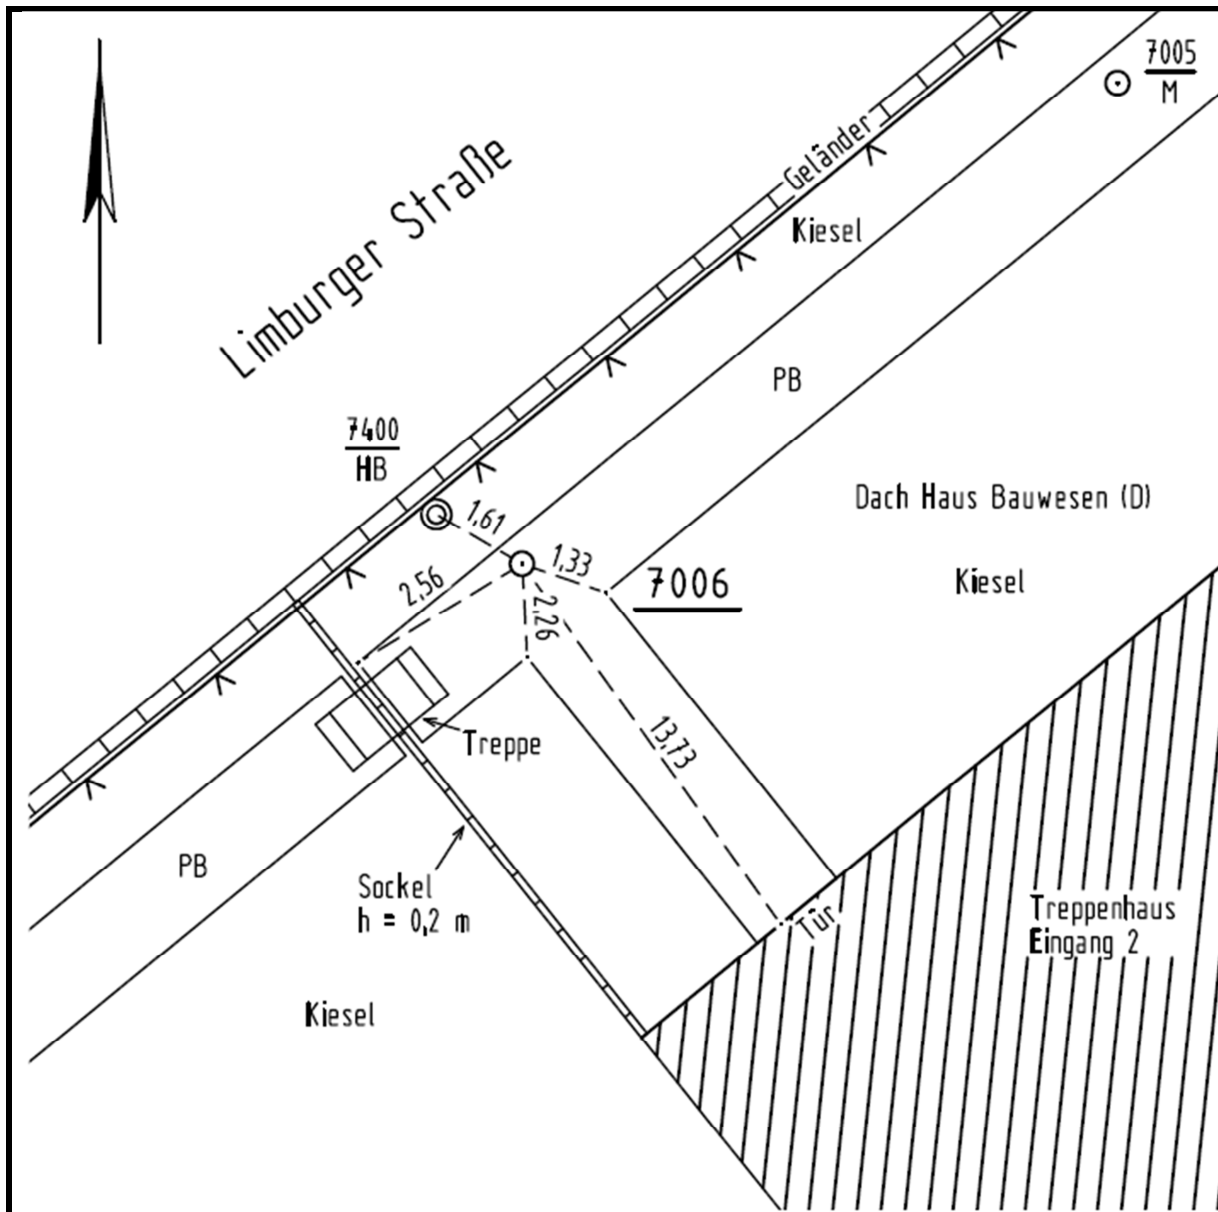 7005
M
Limburger Straße
Geländer
Kiesel
PB
7400
HB
1,61
Dach Haus Bauwesen (D)
2,56
1,33
7006
Kiesel
2,26
13,73
Treppe
PB
Sockel
h = 0,2 m
Tür
Treppenhaus
Eingang 2
Kiesel